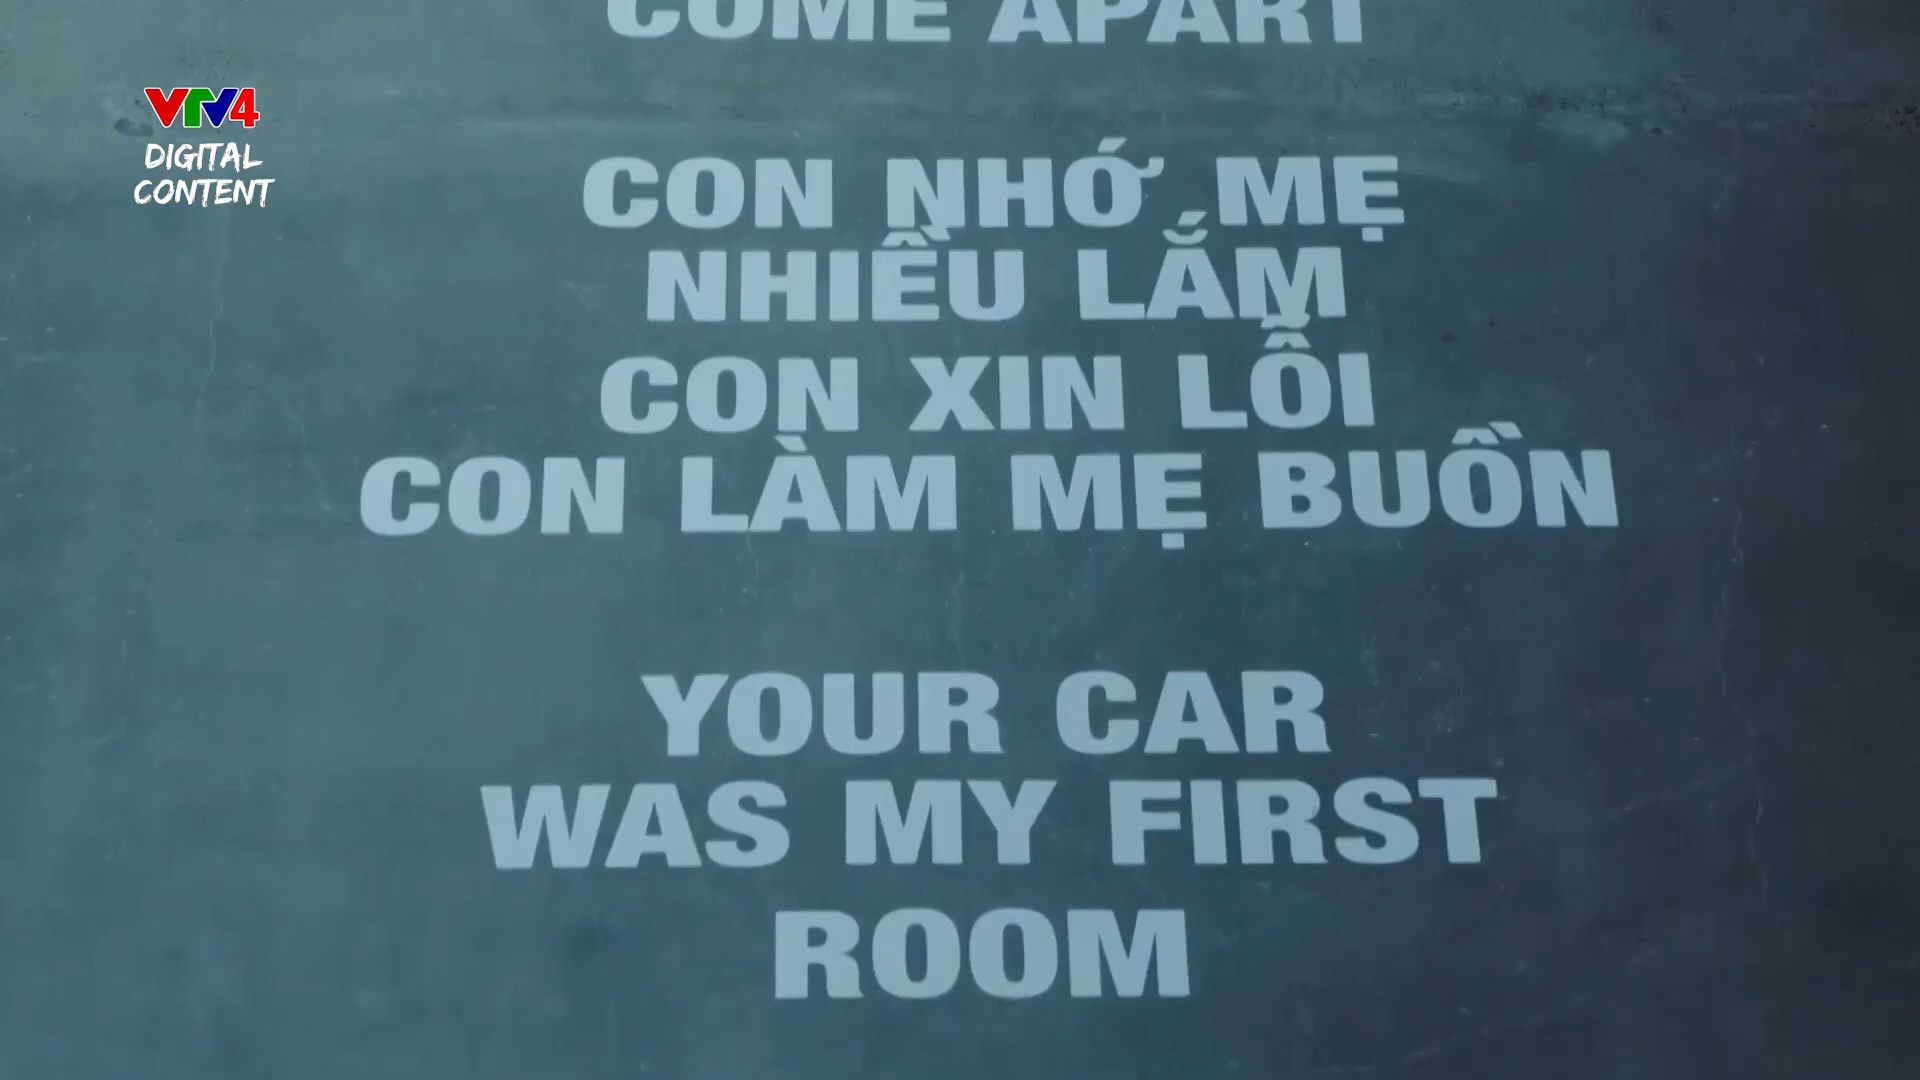 COME APART
VTV4
DIGITAL
CONTENT
CON NHỚ MẸ
NHIỀU LẮM
CON XIN LỖI
CON LÀM MẸ BUỒN
YOUR CAR
WAS MY FIRST
ROOM